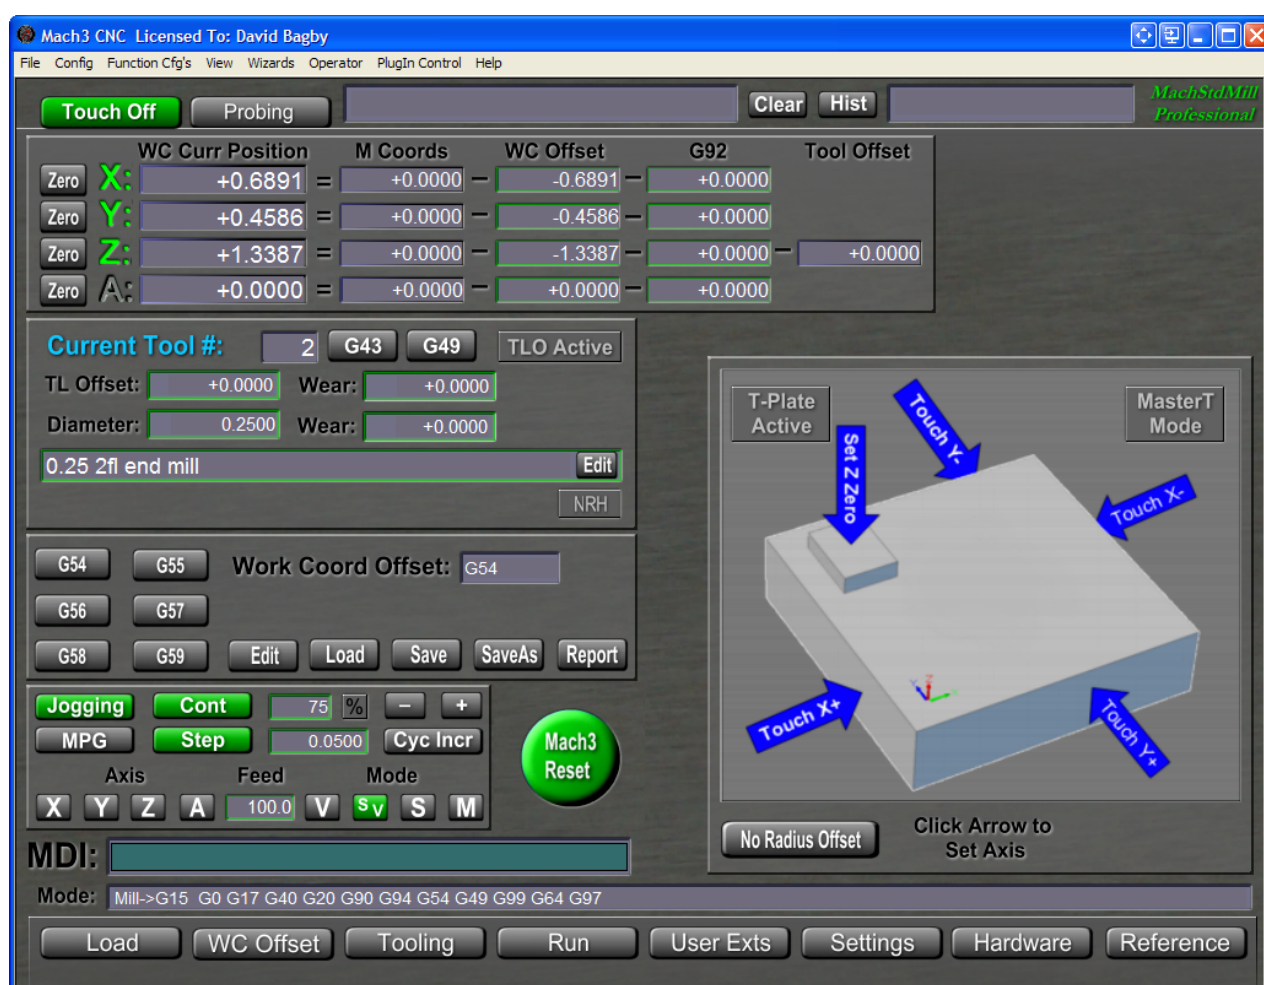 Mach3 CNC  Licensed To: David Bagby
File Config Function Cfg's View Wizards Operator PlugIn Control Help
Touch Off Probing Clear Hist MachStdMill
Professional
WC Curr Position M Coords WC Offset G92 Tool Offset
Zero X: +0.6891 = +0.0000 − -0.6891 − +0.0000
Zero Y: +0.4586 = +0.0000 − -0.4586 − +0.0000
Zero Z: +1.3387 = +0.0000 − -1.3387 − +0.0000 − +0.0000
Zero A: +0.0000 = +0.0000 − +0.0000 − +0.0000
Current Tool #: 2 G43 G49 TLO Active
TL Offset: +0.0000 Wear: +0.0000
Diameter: 0.2500 Wear: +0.0000
0.25 2fl end mill Edit
NRH
G54 G55 Work Coord Offset: G54
G56 G57
G58 G59 Edit Load Save SaveAs Report
Jogging Cont 75 % − +
MPG Step 0.0500 Cyc Incr
Axis Feed Mode
X Y Z A 100.0 V SV S M
Mach3
Reset
T-Plate
Active
MasterT
Mode
Set Z Zero
Touch Y-
Touch X-
Touch X+
Touch Y+
No Radius Offset
Click Arrow to
Set Axis
MDI:
Mode: Mill->G15  G0 G17 G40 G20 G90 G94 G54 G49 G99 G64 G97
Load WC Offset Tooling Run User Exts Settings Hardware Reference